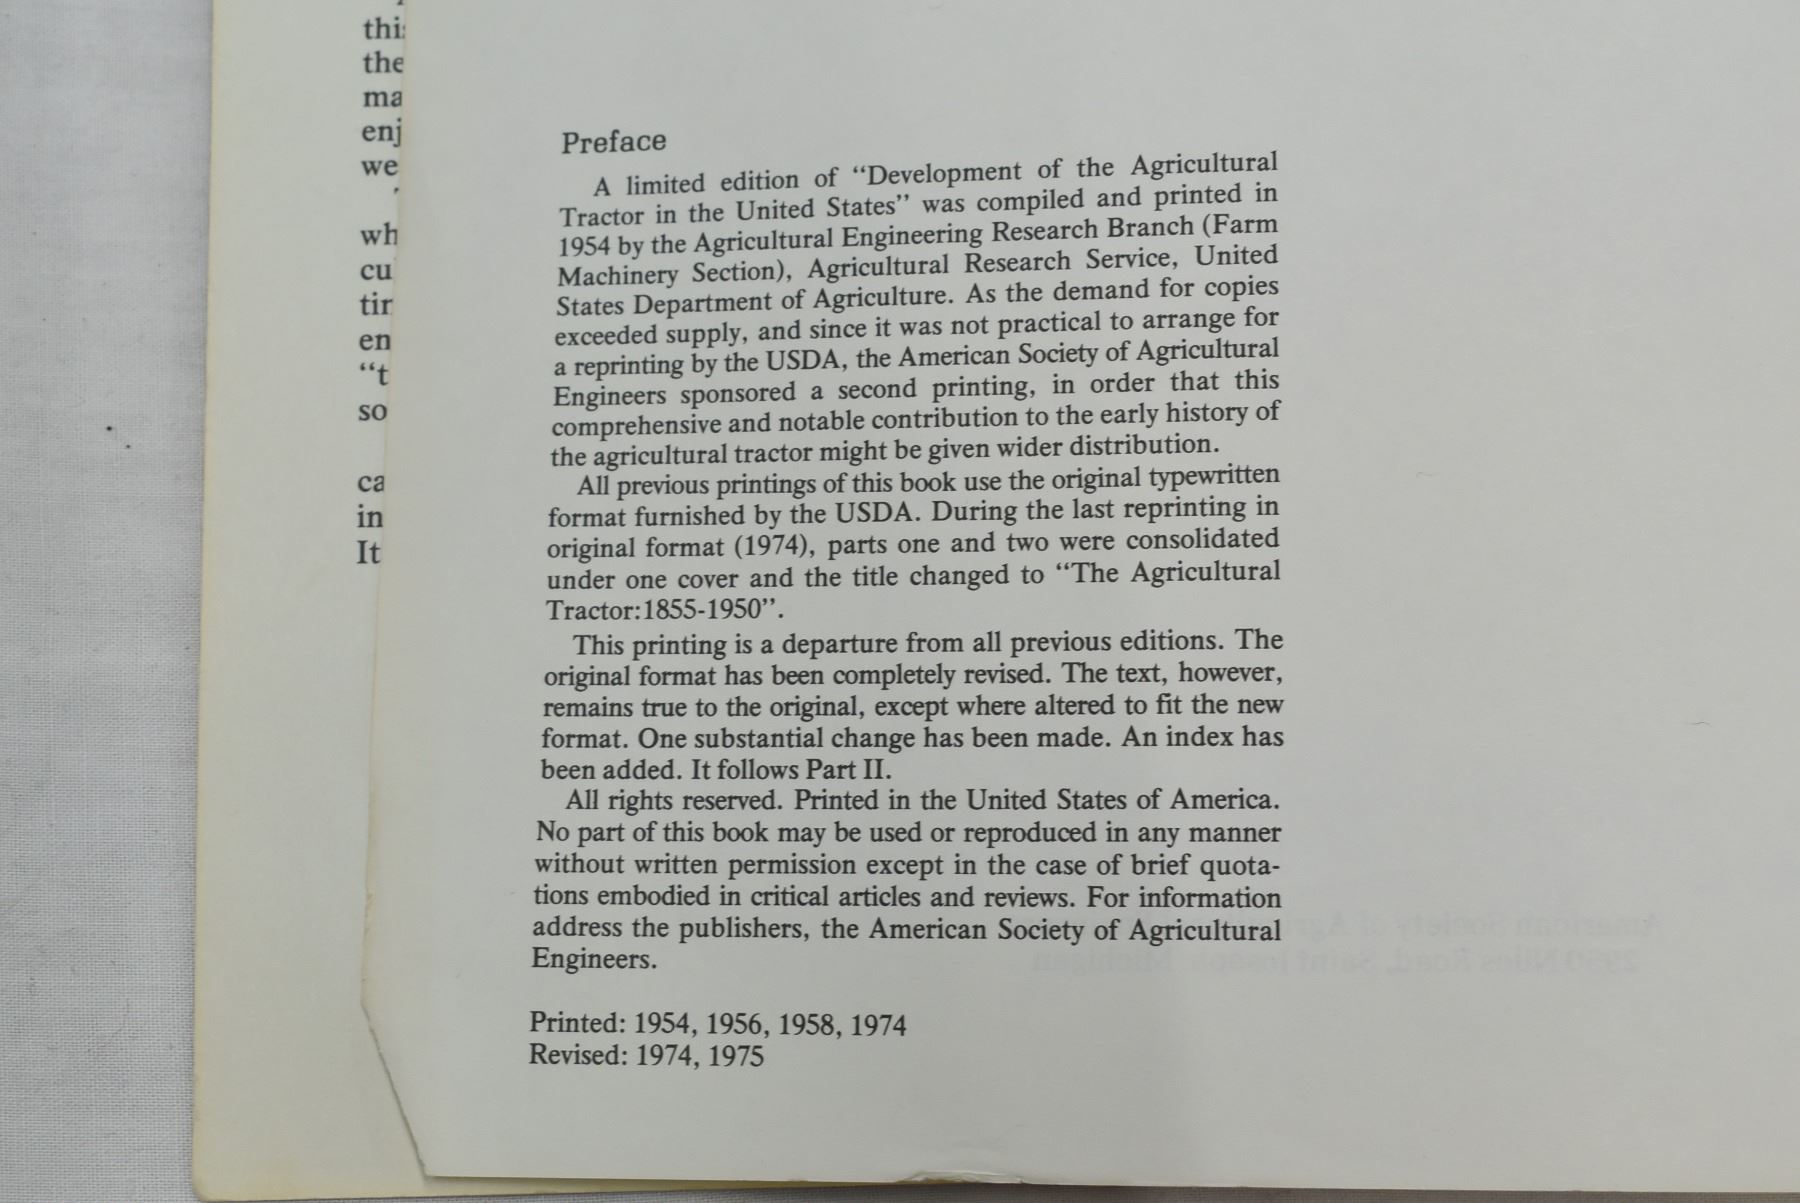 thi
the
ma
enj
we
wh
cu
tin
en
“t
so
ca
in
It
Preface
A limited edition of “Development of the Agricultural
Tractor in the United States” was compiled and printed in
1954 by the Agricultural Engineering Research Branch (Farm
Machinery Section), Agricultural Research Service, United
States Department of Agriculture. As the demand for copies
exceeded supply, and since it was not practical to arrange for
a reprinting by the USDA, the American Society of Agricultural
Engineers sponsored a second printing, in order that this
comprehensive and notable contribution to the early history of
the agricultural tractor might be given wider distribution.
All previous printings of this book use the original typewritten
format furnished by the USDA. During the last reprinting in
original format (1974), parts one and two were consolidated
under one cover and the title changed to “The Agricultural
Tractor:1855-1950”.
This printing is a departure from all previous editions. The
original format has been completely revised. The text, however,
remains true to the original, except where altered to fit the new
format. One substantial change has been made. An index has
been added. It follows Part II.
All rights reserved. Printed in the United States of America.
No part of this book may be used or reproduced in any manner
without written permission except in the case of brief quota-
tions embodied in critical articles and reviews. For information
address the publishers, the American Society of Agricultural
Engineers.
Printed: 1954, 1956, 1958, 1974
Revised: 1974, 1975